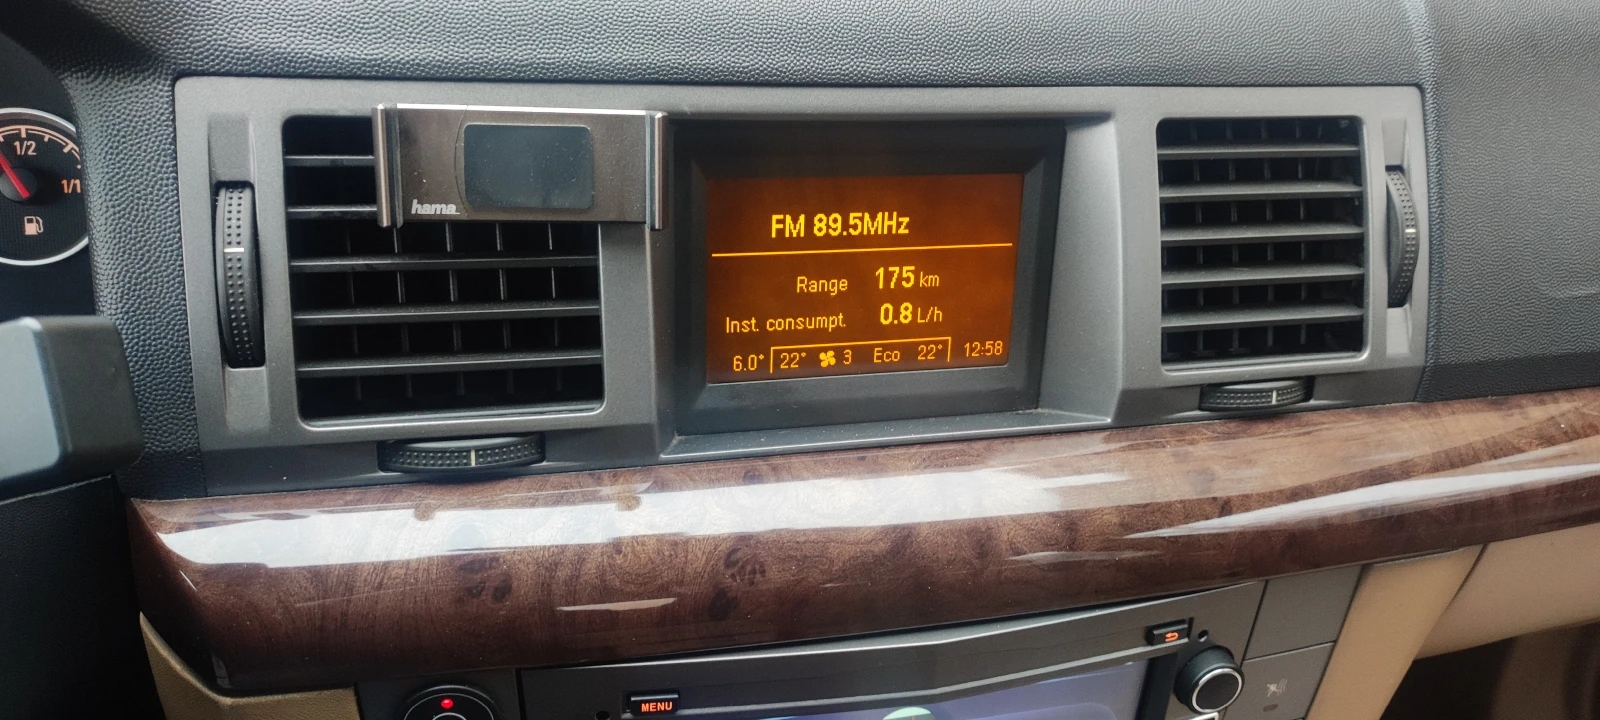 1/2
1/1
hama
FM 89.5MHz
Range 175 km
Inst. consumpt. 0.8 L/h
6.0° 22° 3 Eco 22° 12:58
MENU